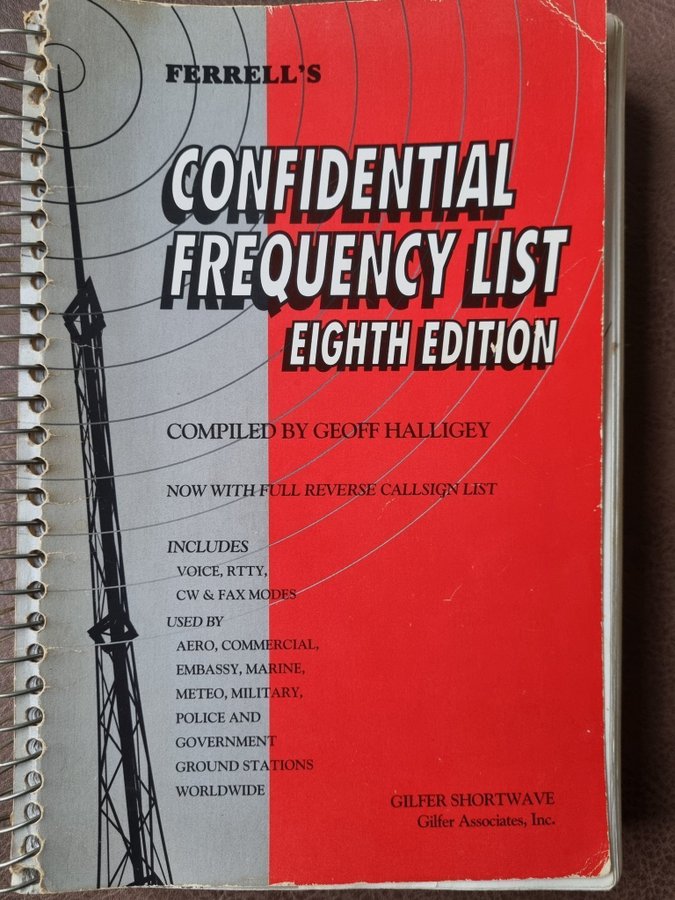 FERRELL'S
CONFIDENTIAL
FREQUENCY LIST
EIGHTH EDITION
COMPILED BY GEOFF HALLIGEY
NOW WITH FULL REVERSE CALLSIGN LIST
INCLUDES
VOICE, RTTY,
CW & FAX MODES
USED BY
AERO, COMMERCIAL,
EMBASSY, MARINE,
METEO, MILITARY,
POLICE AND
GOVERNMENT
GROUND STATIONS
WORLDWIDE
GILFER SHORTWAVE
Gilfer Associates, Inc.